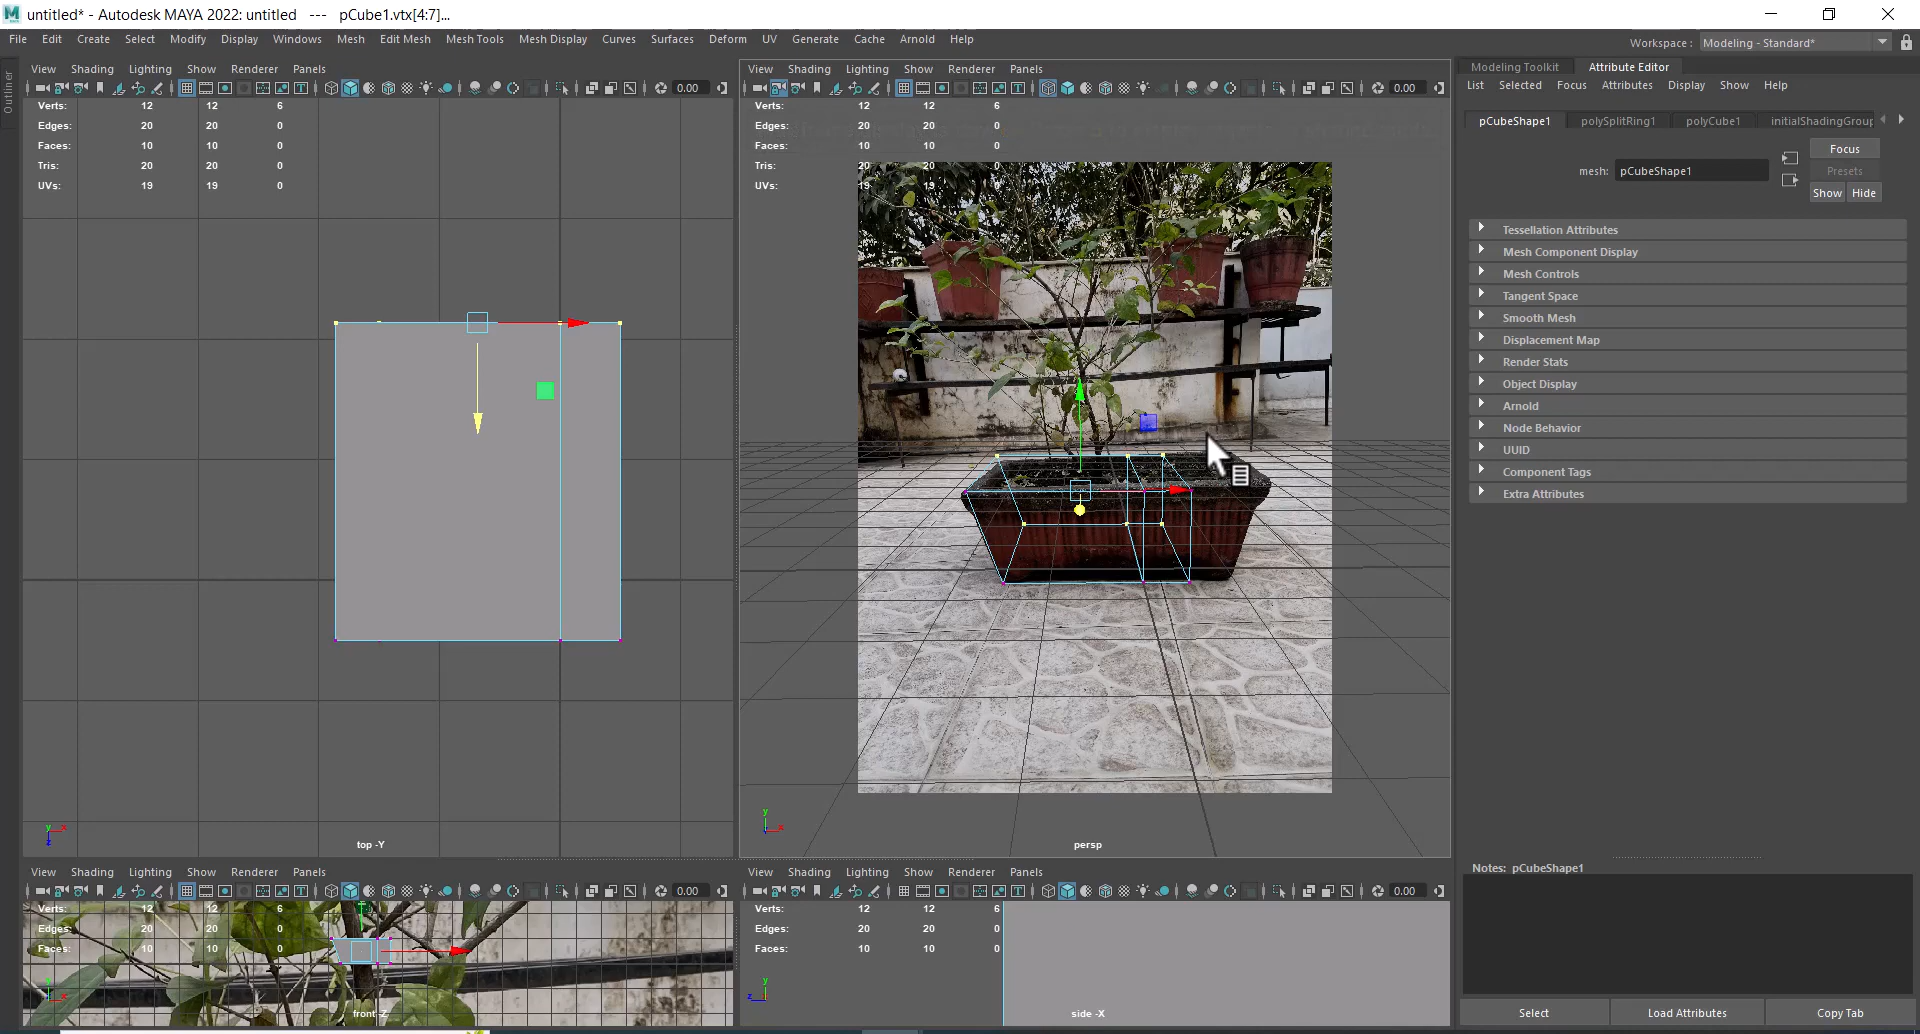 untitled* - Autodesk MAYA 2022: untitled --- pCube1.vtx[4:7]...
File Edit Create Select Modify Display Windows Mesh Edit Mesh Mesh Tools Mesh Display Curves Surfaces Deform UV Generate Cache Arnold Help
Workspace : Modeling - Standard*
Outliner
View Shading Lighting Show Renderer Panels
0.00
Verts: 12 12 6
Edges: 20 20 0
Faces: 10 10 0
Tris: 20 20 0
UVs: 19 19 0
top -Y
View Shading Lighting Show Renderer Panels
0.00
Verts: 12 12 6
Edges: 20 20 0
Faces: 10 10 0
Tris: 20 20 0
UVs: 19 19 0
persp
View Shading Lighting Show Renderer Panels
0.00
Verts: 12 12 6
Edges: 20 20 0
Faces: 10 10 0
front -Z
View Shading Lighting Show Renderer Panels
0.00
Verts: 12 12 6
Edges: 20 20 0
Faces: 10 10 0
side -X
Modeling Toolkit Attribute Editor
List Selected Focus Attributes Display Show Help
pCubeShape1 polySplitRing1 polyCube1 initialShadingGroup
mesh: pCubeShape1
Focus
Presets
Show Hide
Tessellation Attributes
Mesh Component Display
Mesh Controls
Tangent Space
Smooth Mesh
Displacement Map
Render Stats
Object Display
Arnold
Node Behavior
UUID
Component Tags
Extra Attributes
Notes: pCubeShape1
Select Load Attributes Copy Tab